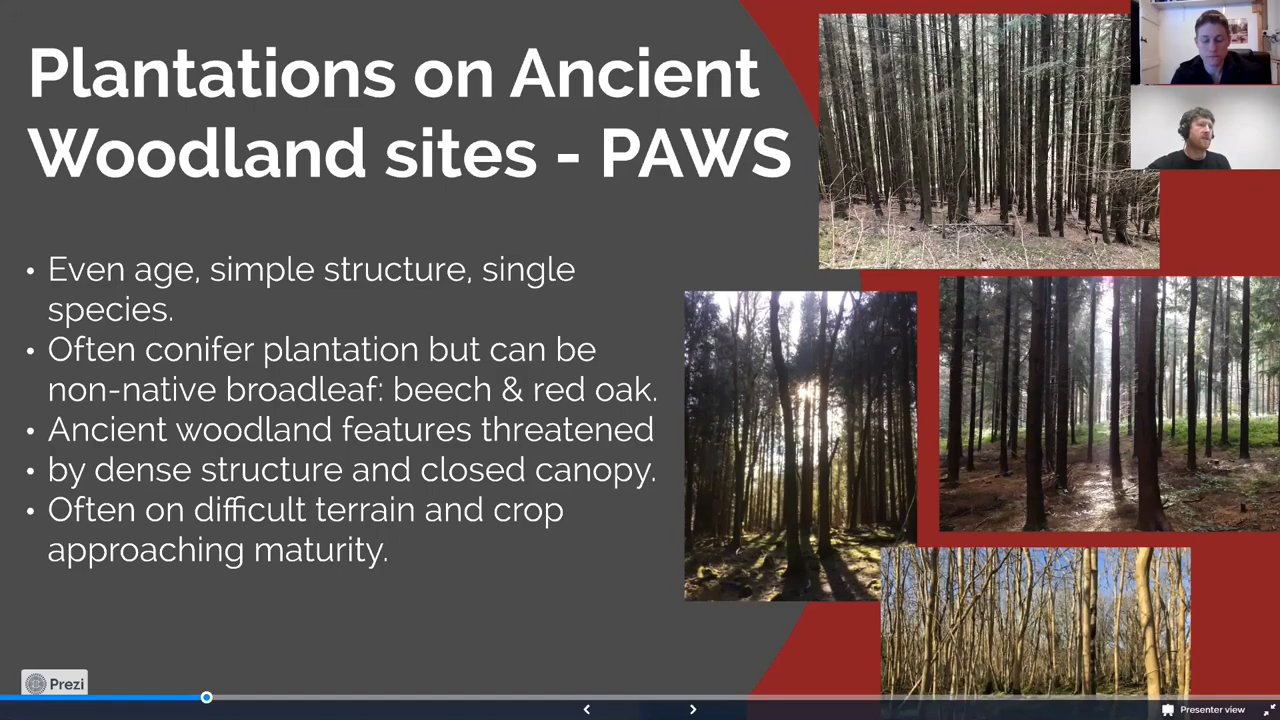 Plantations on Ancient
Woodland sites - PAWS
• Even age, simple structure, single
species.
• Often conifer plantation but can be
non-native broadleaf: beech & red oak.
• Ancient woodland features threatened
• by dense structure and closed canopy.
• Often on difficult terrain and crop
approaching maturity.
Prezi
Presenter view